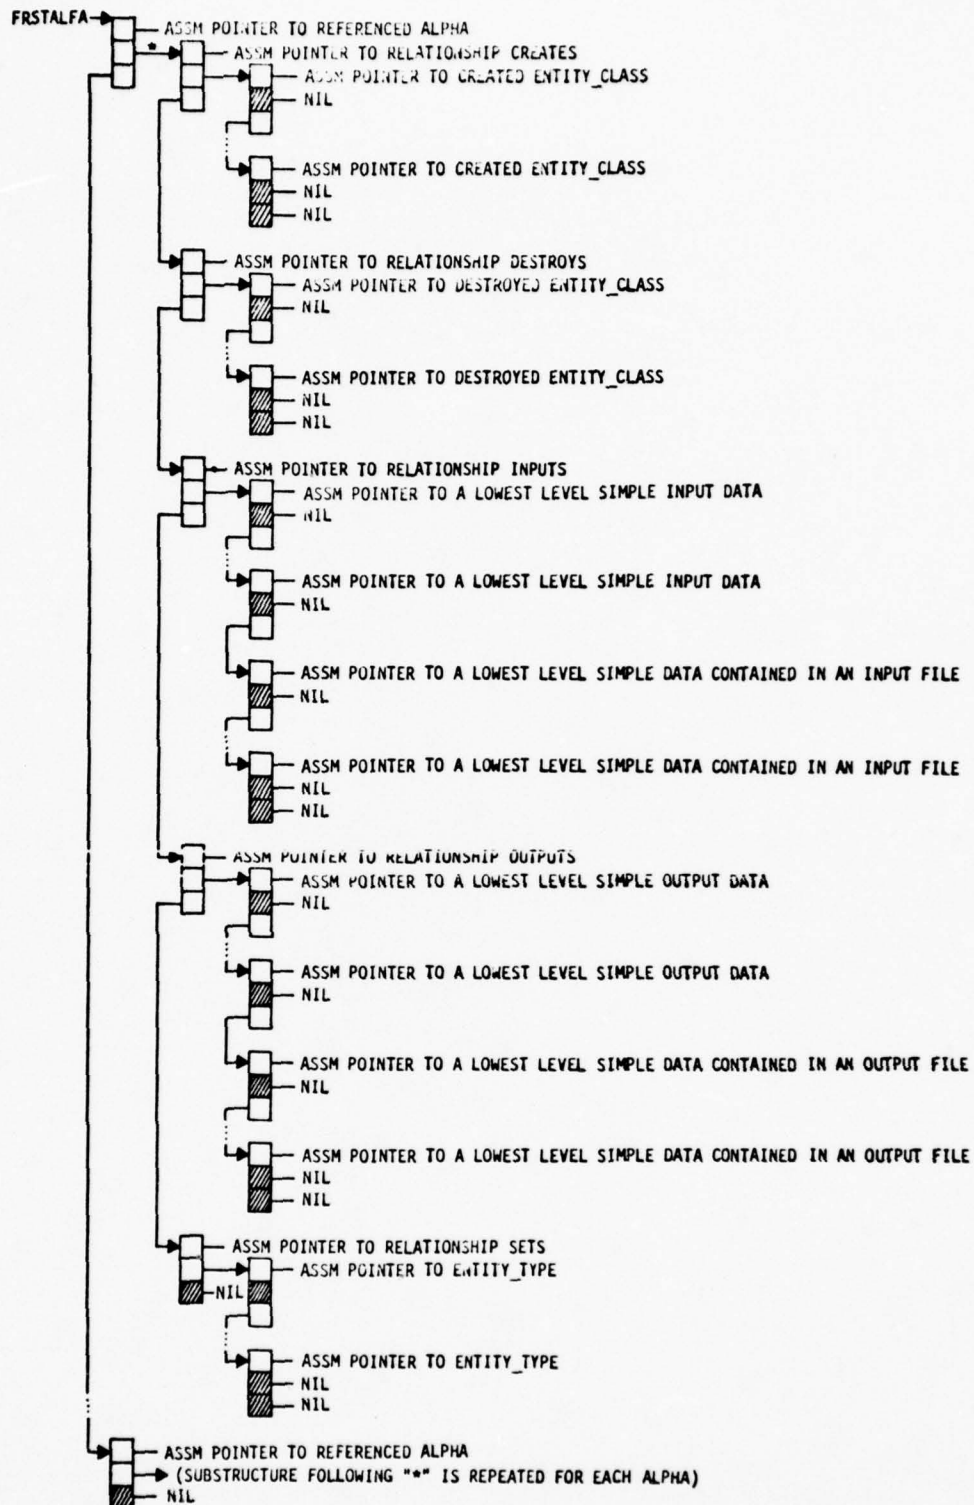 FRSTALFA
ASSM POINTER TO REFERENCED ALPHA
*
ASSM POINTER TO RELATIONSHIP CREATES
ASSM POINTER TO CREATED ENTITY_CLASS
NIL
ASSM POINTER TO CREATED ENTITY_CLASS
NIL
NIL
ASSM POINTER TO RELATIONSHIP DESTROYS
ASSM POINTER TO DESTROYED ENTITY_CLASS
NIL
ASSM POINTER TO DESTROYED ENTITY_CLASS
NIL
NIL
ASSM POINTER TO RELATIONSHIP INPUTS
ASSM POINTER TO A LOWEST LEVEL SIMPLE INPUT DATA
NIL
ASSM POINTER TO A LOWEST LEVEL SIMPLE INPUT DATA
NIL
ASSM POINTER TO A LOWEST LEVEL SIMPLE DATA CONTAINED IN AN INPUT FILE
NIL
ASSM POINTER TO A LOWEST LEVEL SIMPLE DATA CONTAINED IN AN INPUT FILE
NIL
NIL
ASSM POINTER TO RELATIONSHIP OUTPUTS
ASSM POINTER TO A LOWEST LEVEL SIMPLE OUTPUT DATA
NIL
ASSM POINTER TO A LOWEST LEVEL SIMPLE OUTPUT DATA
NIL
ASSM POINTER TO A LOWEST LEVEL SIMPLE DATA CONTAINED IN AN OUTPUT FILE
NIL
ASSM POINTER TO A LOWEST LEVEL SIMPLE DATA CONTAINED IN AN OUTPUT FILE
NIL
NIL
ASSM POINTER TO RELATIONSHIP SETS
ASSM POINTER TO ENTITY_TYPE
NIL
ASSM POINTER TO ENTITY_TYPE
NIL
NIL
ASSM POINTER TO REFERENCED ALPHA
(SUBSTRUCTURE FOLLOWING "*" IS REPEATED FOR EACH ALPHA)
NIL